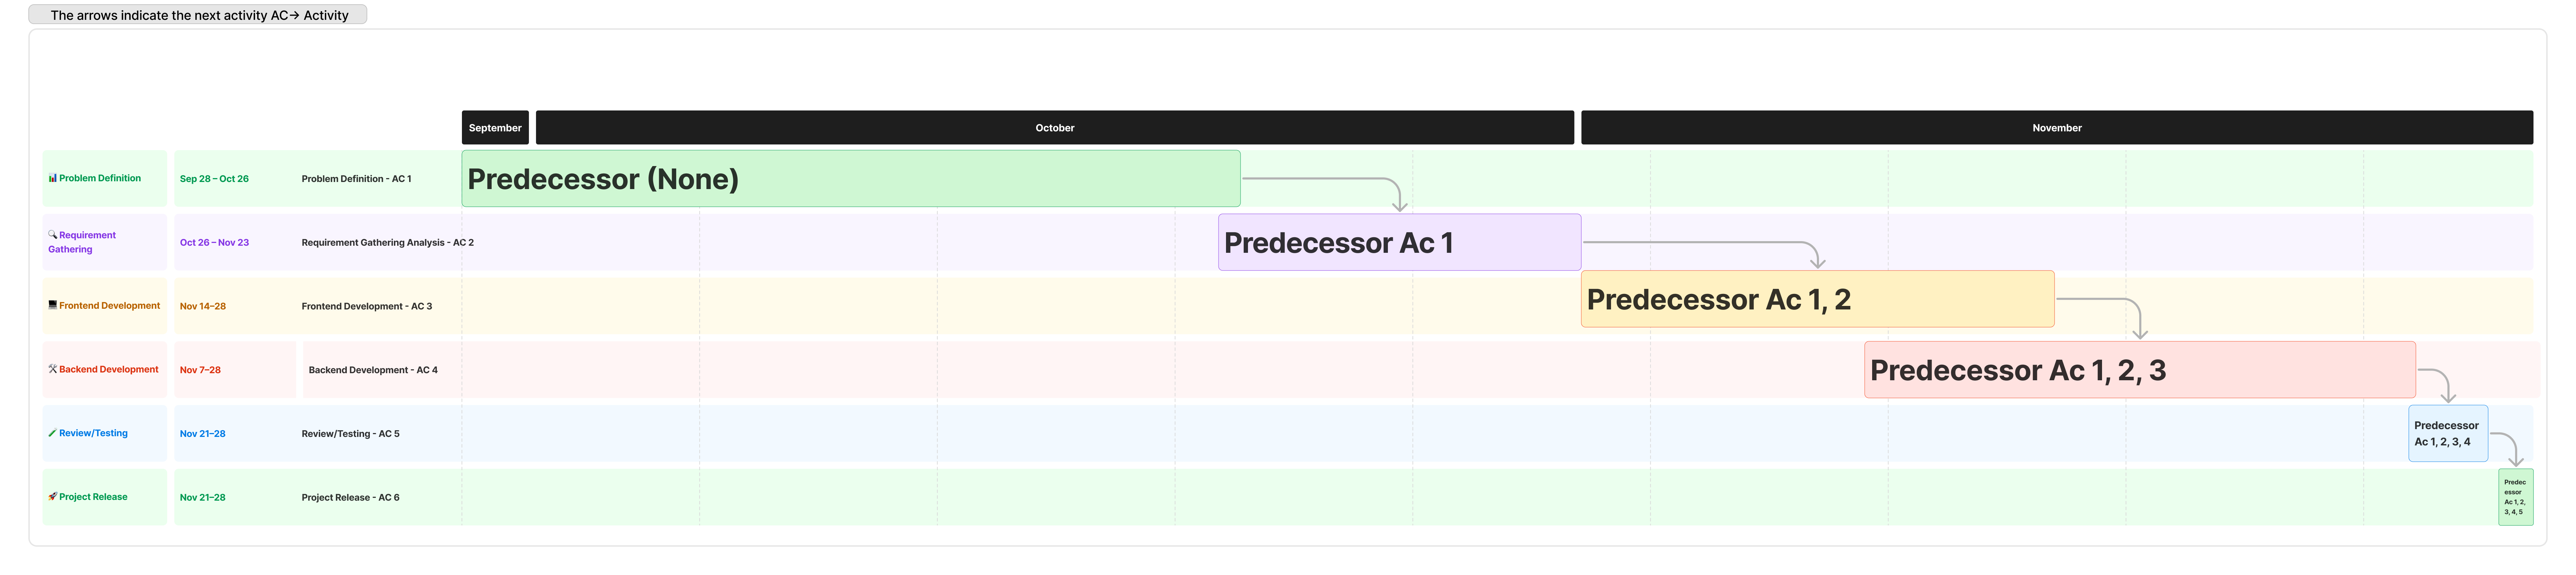 The arrows indicate the next activity AC→ Activity
September
October
November
📊 Problem Definition
Sep 28 – Oct 26
Problem Definition - AC 1
Predecessor (None)
🔍 Requirement
Gathering
Oct 26 – Nov 23
Requirement Gathering Analysis - AC 2
Predecessor Ac 1
💻 Frontend Development
Nov 14–28
Frontend Development - AC 3
Predecessor Ac 1, 2
🛠️ Backend Development
Nov 7–28
Backend Development - AC 4
Predecessor Ac 1, 2, 3
🧪 Review/Testing
Nov 21–28
Review/Testing - AC 5
Predecessor
Ac 1, 2, 3, 4
🚀 Project Release
Nov 21–28
Project Release - AC 6
Predec
essor
Ac 1, 2,
3, 4, 5